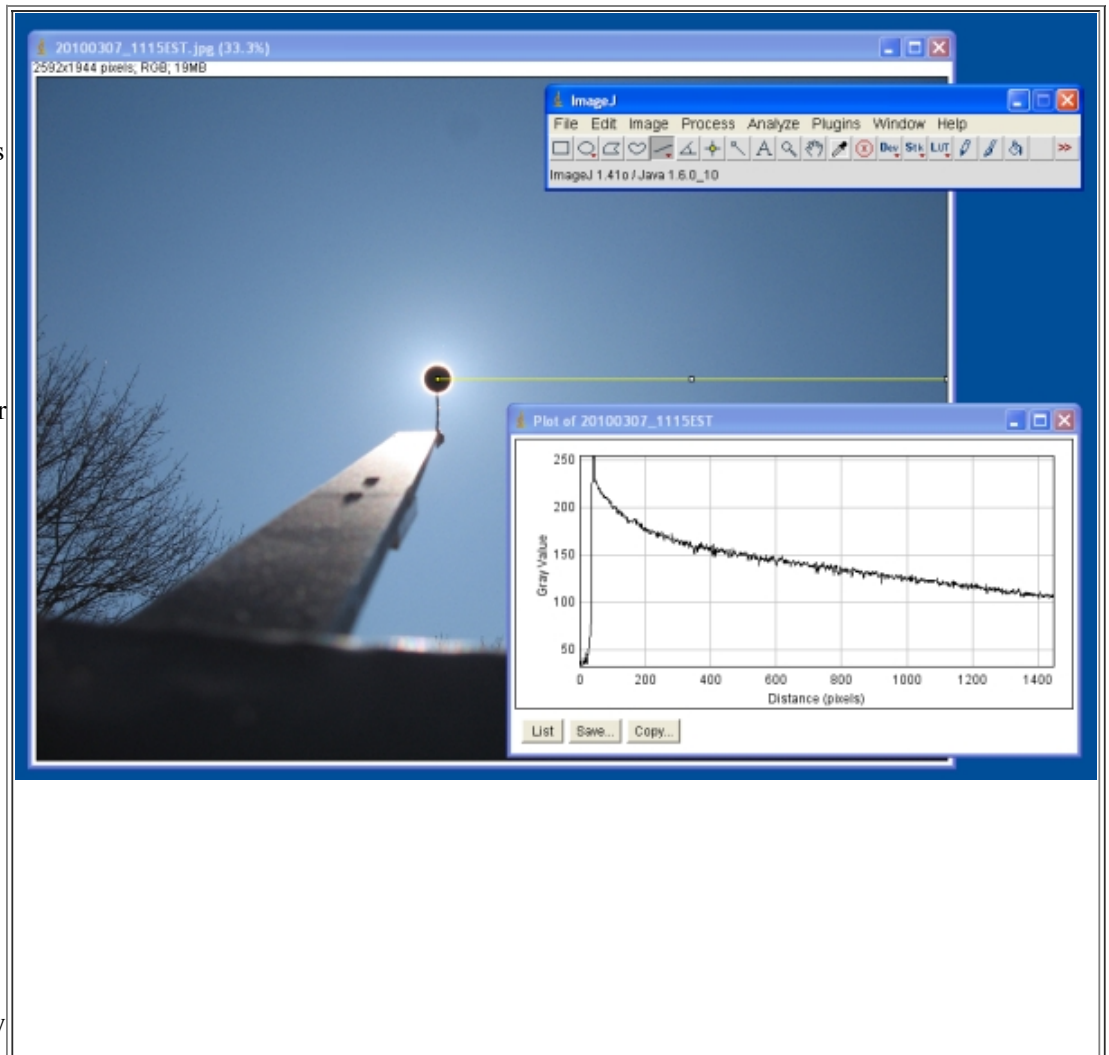 20100307_1115EST.jpg (33.3%)
2592x1944 pixels; RGB; 19MB
ImageJ
File Edit Image Process Analyze Plugins Window Help
A Dev Stk LUT >>
ImageJ 1.41o / Java 1.6.0_10
s
r
Plot of 20100307_1115EST
250
200
150
100
50
Gray Value
0 200 400 600 800 1000 1200 1400
Distance (pixels)
List Save... Copy...
y